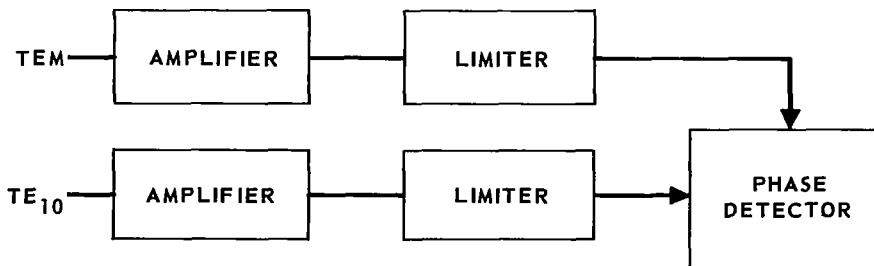 TEM
AMPLIFIER
LIMITER
TE10
AMPLIFIER
LIMITER
PHASE
DETECTOR